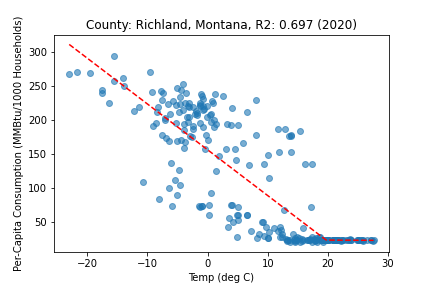 County: Richland, Montana, R2: 0.697 (2020)
Per-Capita Consumption (MMBtu/1000 Households)
300
250
200
150
100
50
−20 −10 0 10 20 30
Temp (deg C)